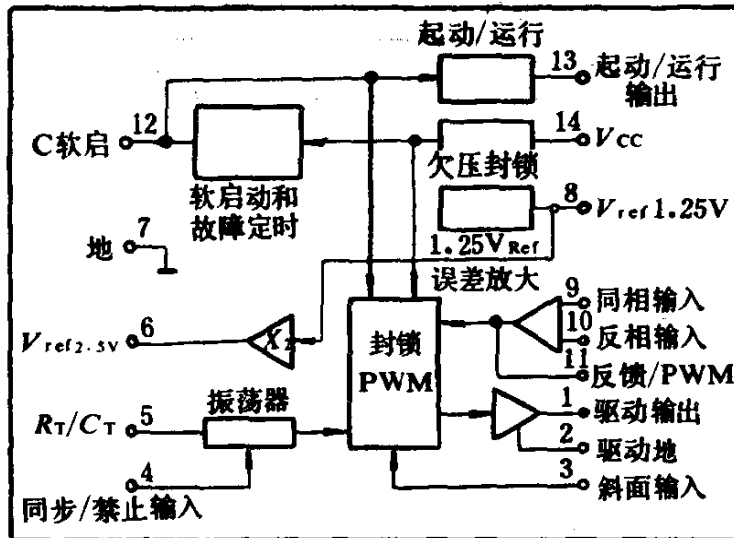 起动/运行
13
起动/运行
输出
12
C软启
14
VCC
欠压封锁
软启动和
故障定时
8
Vref 1.25V
7
地
1.25VRef
误差放大
9
同相输入
10
反相输入
6
Vref2.5V
X2
封锁
PWM
11
反馈/PWM
振荡器
5
RT/CT
1
驱动输出
2
驱动地
4
3
斜面输入
同步/禁止输入